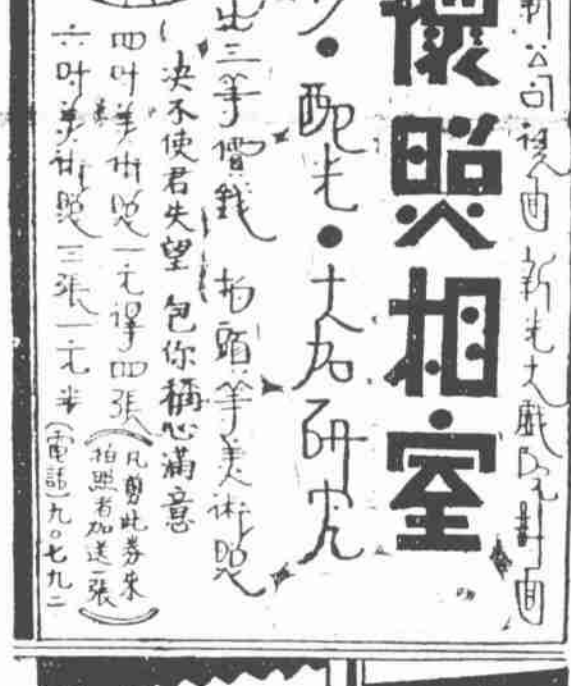 新公司後面 新光大戲院對面
懷照相室
•配光•大加研究
出三等價錢 拍頭等美術照
決不使君失望 包你稱心滿意
四吋美術照一元得四張
(凡剪此券來
拍照者加送一張)
六吋美術照三張一元半
(電話)九〇七九二